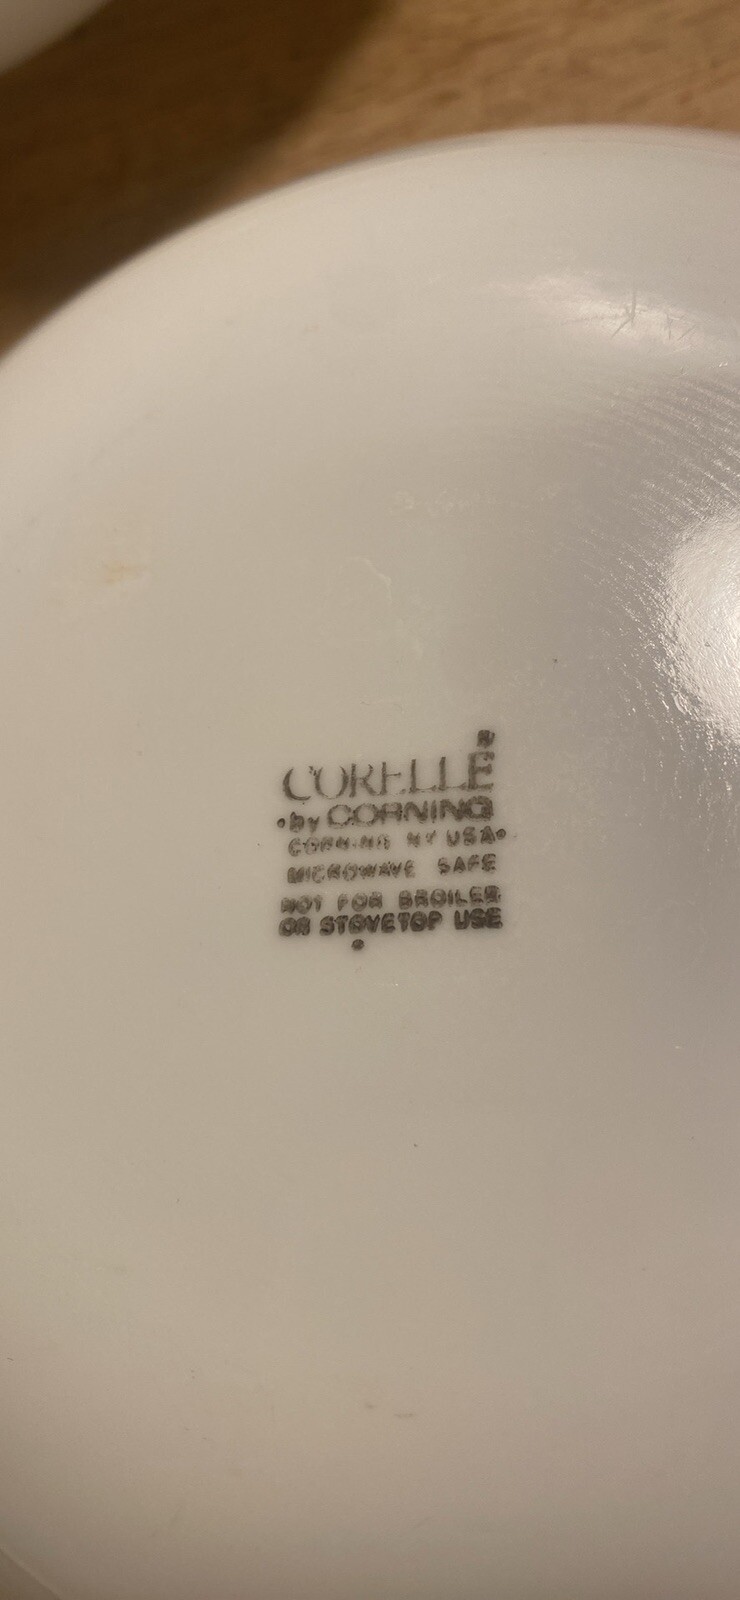 CORELLE®
•by CORNING
CORNING NY USA•
MICROWAVE SAFE
NOT FOR BROILER
OR STOVETOP USE